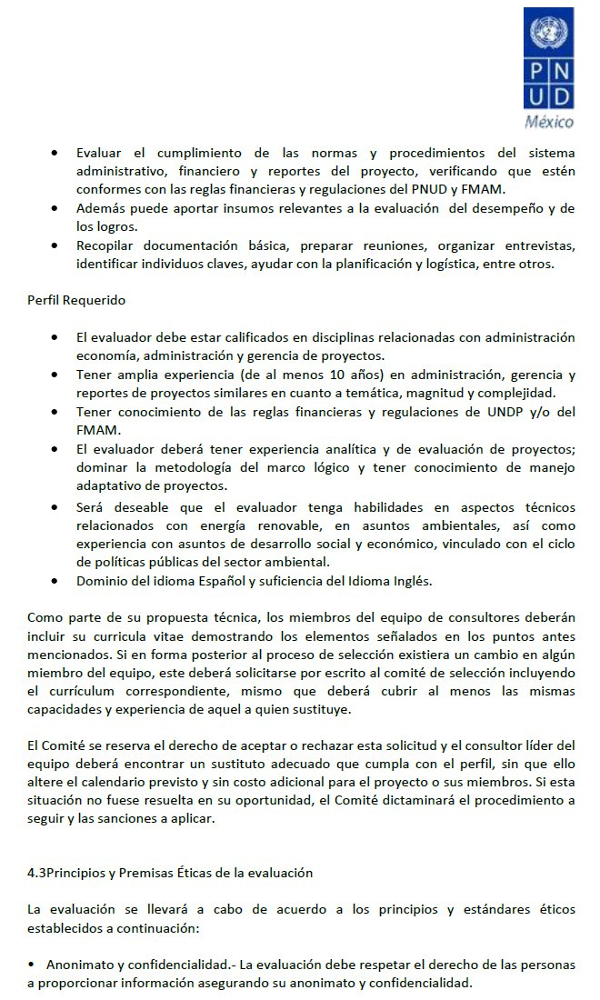 P N
U D
México
• Evaluar el cumplimiento de las normas y procedimientos del sistema
administrativo, financiero y reportes del proyecto, verificando que estén
conformes con las reglas financieras y regulaciones del PNUD y FMAM.
• Además puede aportar insumos relevantes a la evaluación del desempeño y de
los logros.
• Recopilar documentación básica, preparar reuniones, organizar entrevistas,
identificar individuos claves, ayudar con la planificación y logística, entre otros.
Perfil Requerido
• El evaluador debe estar calificados en disciplinas relacionadas con administración
economía, administración y gerencia de proyectos.
• Tener amplia experiencia (de al menos 10 años) en administración, gerencia y
reportes de proyectos similares en cuanto a temática, magnitud y complejidad.
• Tener conocimiento de las reglas financieras y regulaciones de UNDP y/o del
FMAM.
• El evaluador deberá tener experiencia analítica y de evaluación de proyectos;
dominar la metodología del marco lógico y tener conocimiento de manejo
adaptativo de proyectos.
• Será deseable que el evaluador tenga habilidades en aspectos técnicos
relacionados con energía renovable, en asuntos ambientales, así como
experiencia con asuntos de desarrollo social y económico, vinculado con el ciclo
de políticas públicas del sector ambiental.
• Dominio del idioma Español y suficiencia del Idioma Inglés.
Como parte de su propuesta técnica, los miembros del equipo de consultores deberán
incluir su curricula vitae demostrando los elementos señalados en los puntos antes
mencionados. Si en forma posterior al proceso de selección existiera un cambio en algún
miembro del equipo, este deberá solicitarse por escrito al comité de selección incluyendo
el currículum correspondiente, mismo que deberá cubrir al menos las mismas
capacidades y experiencia de aquel a quien sustituye.
El Comité se reserva el derecho de aceptar o rechazar esta solicitud y el consultor líder del
equipo deberá encontrar un sustituto adecuado que cumpla con el perfil, sin que ello
altere el calendario previsto y sin costo adicional para el proyecto o sus miembros. Si esta
situación no fuese resuelta en su oportunidad, el Comité dictaminará el procedimiento a
seguir y las sanciones a aplicar.
4.3Principios y Premisas Éticas de la evaluación
La evaluación se llevará a cabo de acuerdo a los principios y estándares éticos
establecidos a continuación:
• Anonimato y confidencialidad.- La evaluación debe respetar el derecho de las personas
a proporcionar información asegurando su anonimato y confidencialidad.